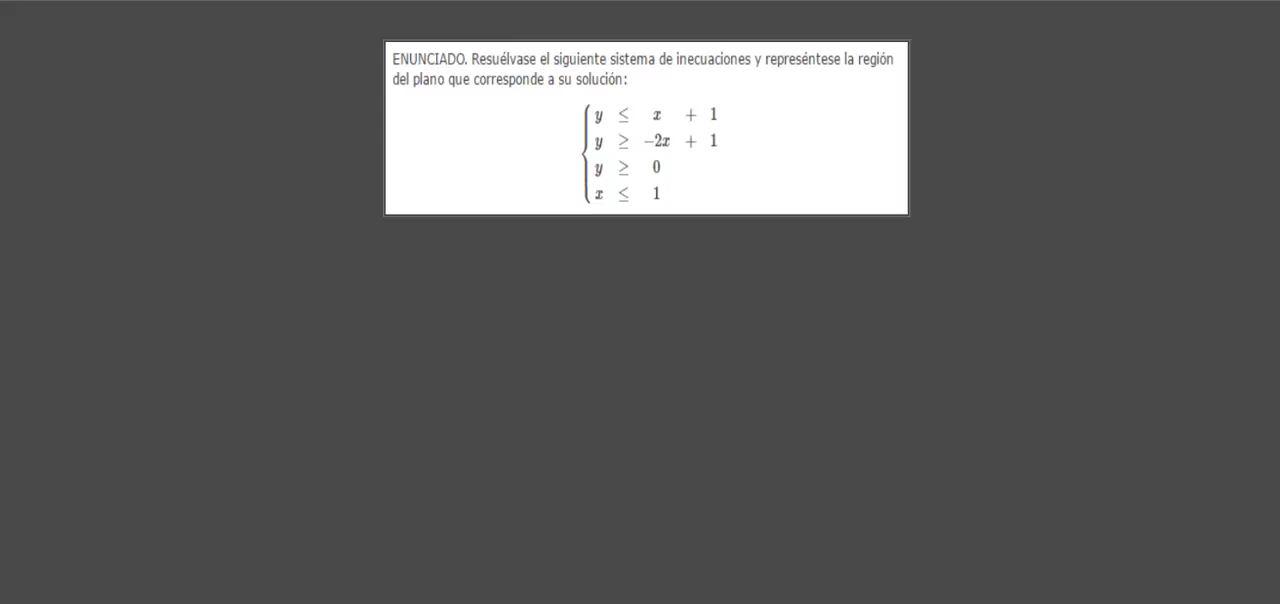 ENUNCIADO. Resuélvase el siguiente sistema de inecuaciones y represéntese la región
del plano que corresponde a su solución:
y ≤ x + 1
y ≥ −2x + 1
y ≥ 0
x ≤ 1